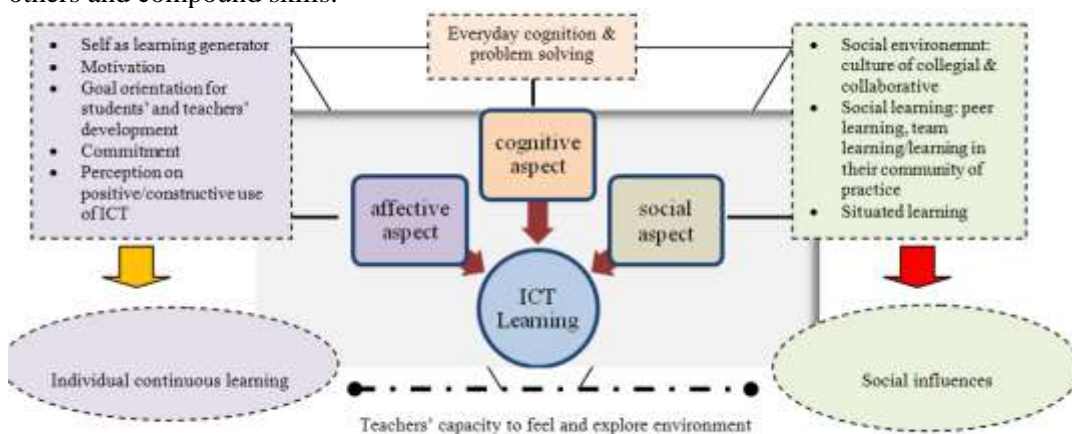 others and compound skills.
Everyday cognition &
problem solving
• Self as learning generator
• Motivation
• Goal orientation for
students' and teachers'
development
• Commitment
• Perception on
positive/constructive use
of ICT
• Social environemnt:
culture of collegial &
collaborative
• Social learning: peer
learning, team
learning/learning in
their community of
practice
• Situated learning
cognitive
aspect
affective
aspect
social
aspect
ICT
Learning
Individual continuous learning
Social influences
Teachers' capacity to feel and explore environment